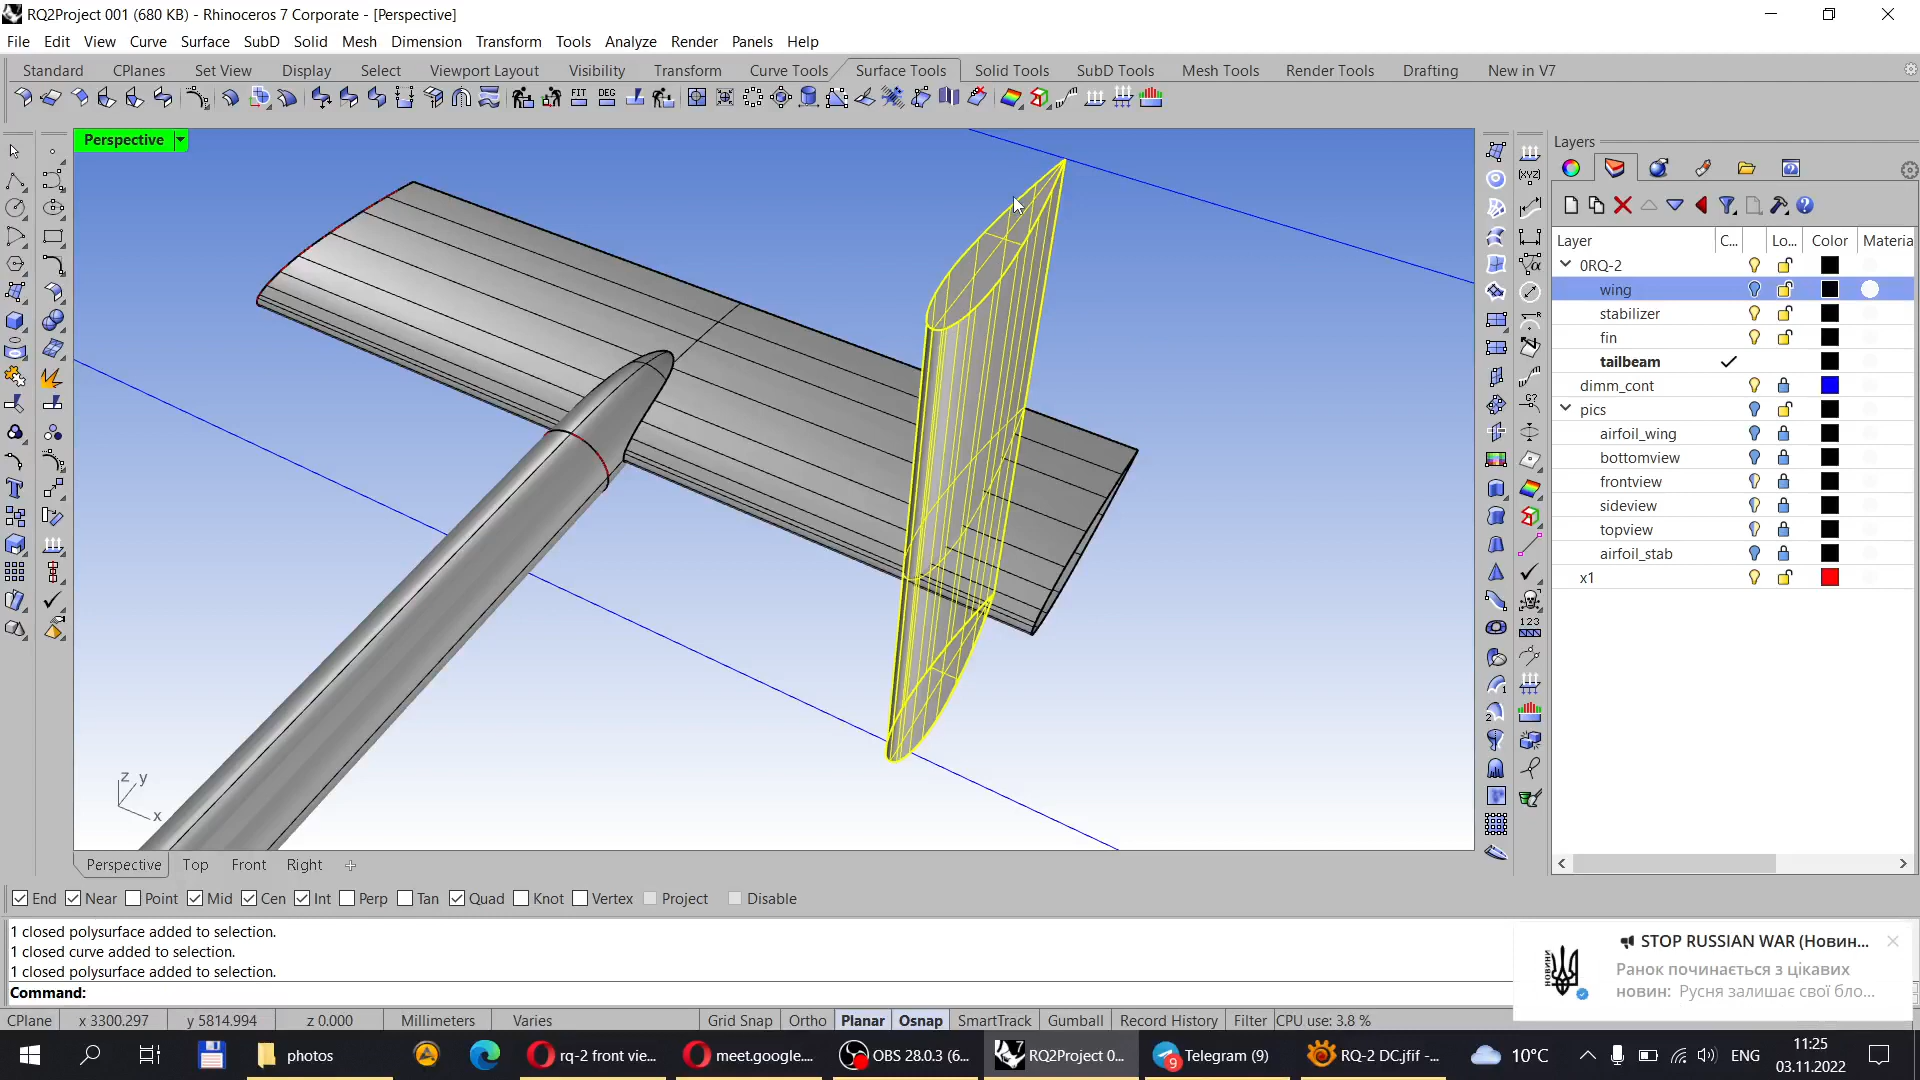 RQ2Project 001 (680 KB) - Rhinoceros 7 Corporate - [Perspective]
File Edit View Curve Surface SubD Solid Mesh Dimension Transform Tools Analyze Render Panels Help
Standard CPlanes Set View Display Select Viewport Layout Visibility Transform Curve Tools Surface Tools Solid Tools SubD Tools Mesh Tools Render Tools Drafting New in V7
FIT DEG
Perspective
Layers
Layer C... Lo... Color Materia
0RQ-2
wing
stabilizer
fin
tailbeam
dimm_cont
pics
airfoil_wing
bottomview
frontview
sideview
topview
airfoil_stab
x1
z y
x
Perspective Top Front Right
End Near Point Mid Cen Int Perp Tan Quad Knot Vertex Project Disable
1 closed polysurface added to selection.
1 closed curve added to selection.
1 closed polysurface added to selection.
Command:
STOP RUSSIAN WAR (Новин...
Ранок починається з цікавих
новин: Русня залишає свої бло...
НОВИНИ
CPlane x 3300.297 y 5814.994 z 0.000 Millimeters Varies Grid Snap Ortho Planar Osnap SmartTrack Gumball Record History Filter CPU use: 3.8 %
photos rq-2 front vie... meet.google.... OBS 28.0.3 (6... RQ2Project 0... Telegram (9) RQ-2 DC.jfif -... 10°C ENG
11:25
03.11.2022